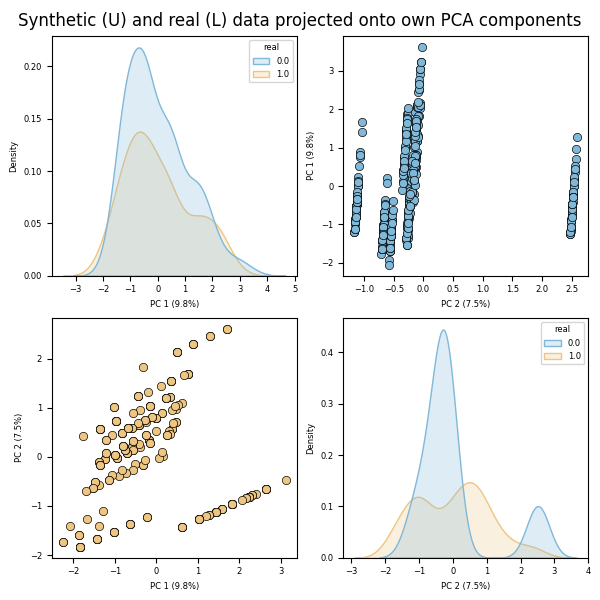 Synthetic (U) and real (L) data projected onto own PCA components
real
0.0
1.0
0.20
0.15
0.10
0.05
0.00
Density
−3 −2 −1 0 1 2 3 4 5
PC 1 (9.8%)
3
2
1
0
−1
−2
PC 1 (9.8%)
−1.0 −0.5 0.0 0.5 1.0 1.5 2.0 2.5
PC 2 (7.5%)
2
1
0
−1
−2
PC 2 (7.5%)
−2 −1 0 1 2 3
PC 1 (9.8%)
real
0.0
1.0
0.4
0.3
0.2
0.1
0.0
Density
−3 −2 −1 0 1 2 3 4
PC 2 (7.5%)